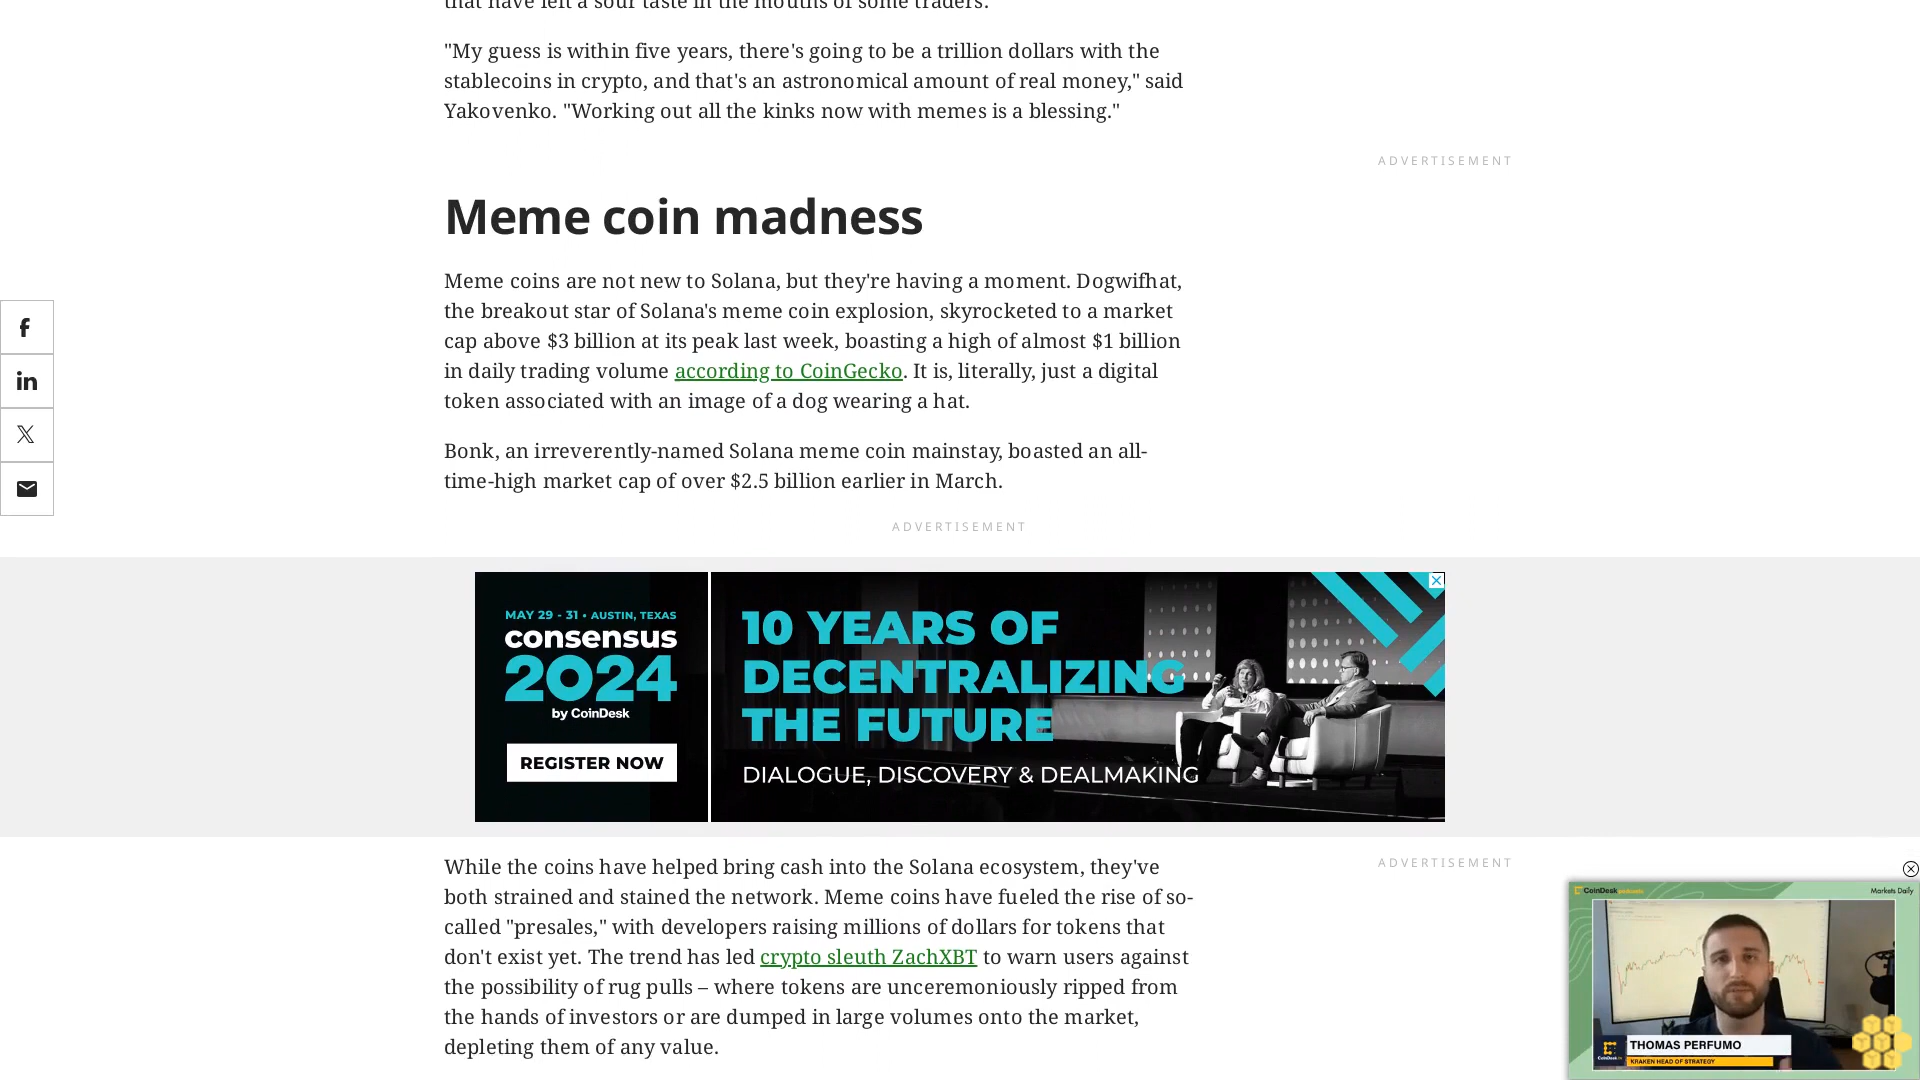 that have left a sour taste in the mouths of some traders.
"My guess is within five years, there's going to be a trillion dollars with the
stablecoins in crypto, and that's an astronomical amount of real money," said
Yakovenko. "Working out all the kinks now with memes is a blessing."
ADVERTISEMENT
Meme coin madness
Meme coins are not new to Solana, but they're having a moment. Dogwifhat,
the breakout star of Solana's meme coin explosion, skyrocketed to a market
cap above $3 billion at its peak last week, boasting a high of almost $1 billion
in daily trading volume according to CoinGecko. It is, literally, just a digital
token associated with an image of a dog wearing a hat.
Bonk, an irreverently-named Solana meme coin mainstay, boasted an all-
time-high market cap of over $2.5 billion earlier in March.
ADVERTISEMENT
MAY 29 - 31 • AUSTIN, TEXAS
consensus
2024
by CoinDesk
REGISTER NOW
10 YEARS OF
DECENTRALIZING
THE FUTURE
DIALOGUE, DISCOVERY & DEALMAKING
While the coins have helped bring cash into the Solana ecosystem, they've
both strained and stained the network. Meme coins have fueled the rise of so-
called "presales," with developers raising millions of dollars for tokens that
don't exist yet. The trend has led crypto sleuth ZachXBT to warn users against
the possibility of rug pulls – where tokens are unceremoniously ripped from
the hands of investors or are dumped in large volumes onto the market,
depleting them of any value.
ADVERTISEMENT
CoinDesk podcasts
Markets Daily
THOMAS PERFUMO
KRAKEN HEAD OF STRATEGY